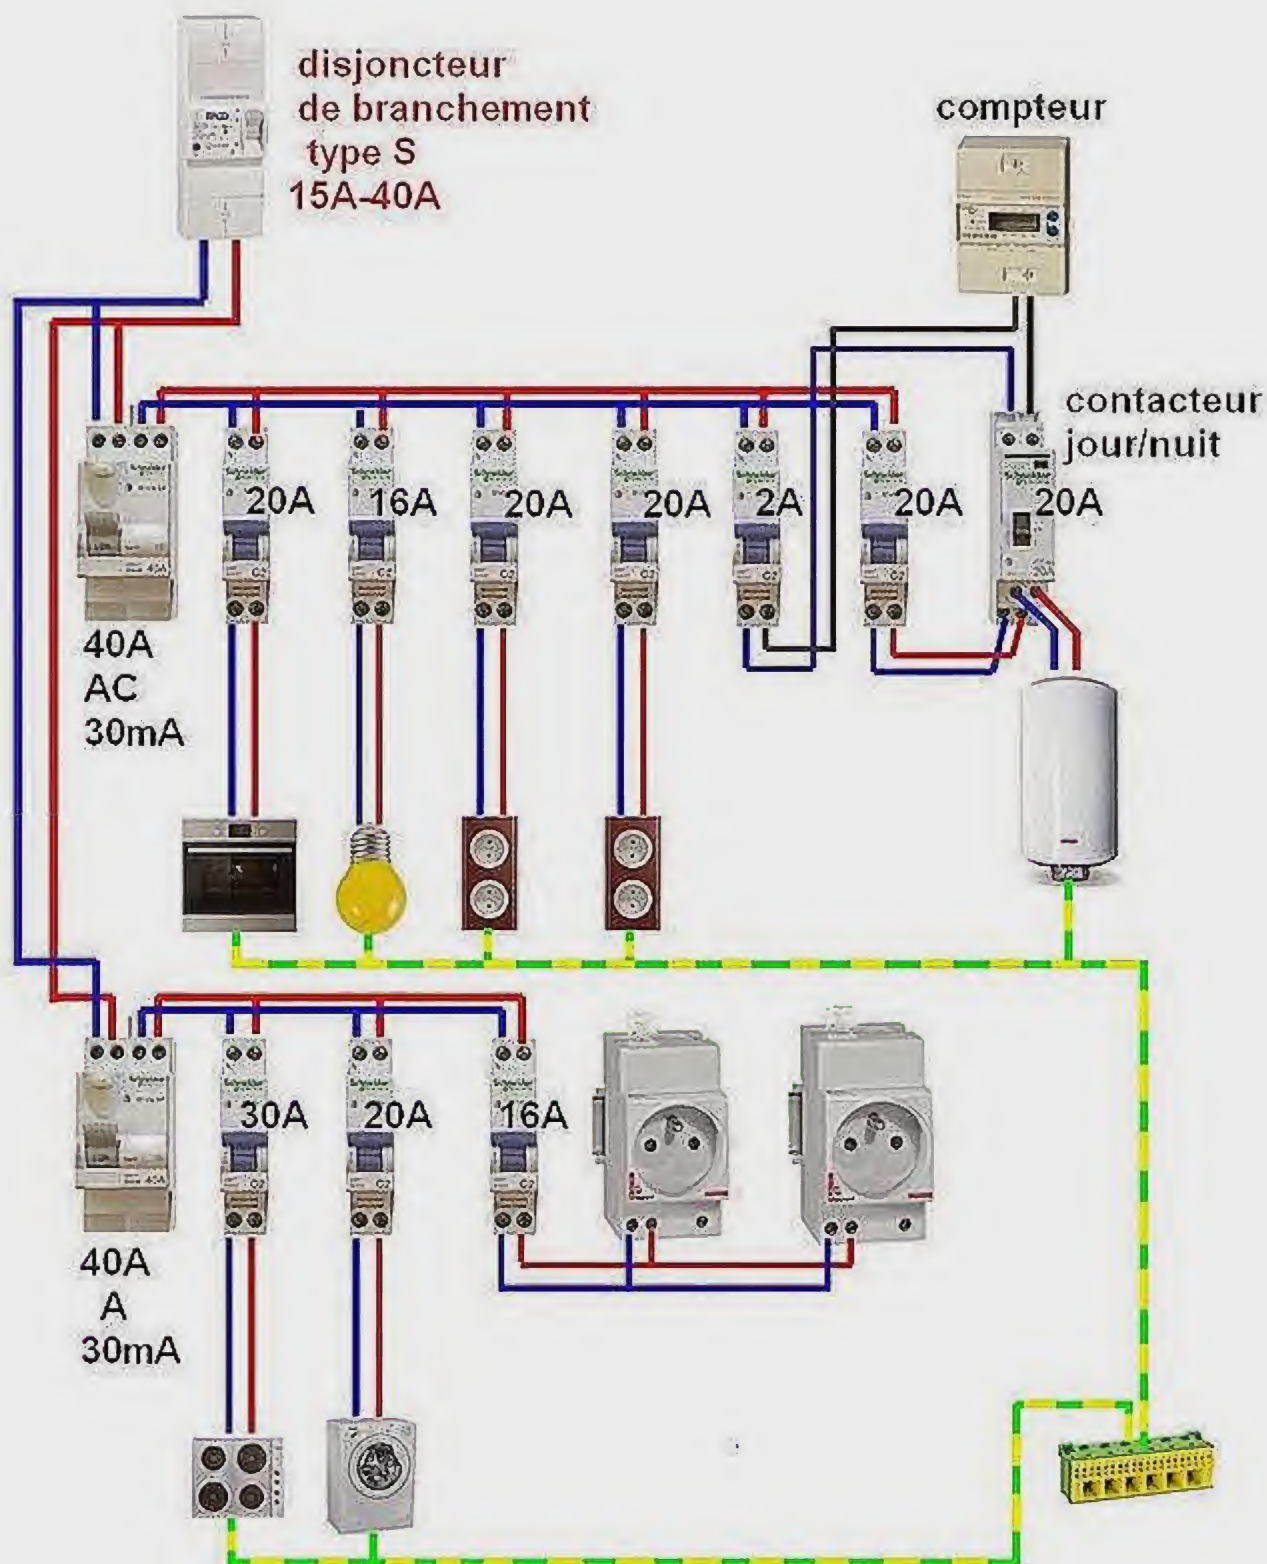 disjoncteur
de branchement
type S
15A-40A
compteur
contacteur
jour/nuit
20A
16A
20A
20A
2A
20A
20A
40A
AC
30mA
30A
20A
16A
40A
A
30mA